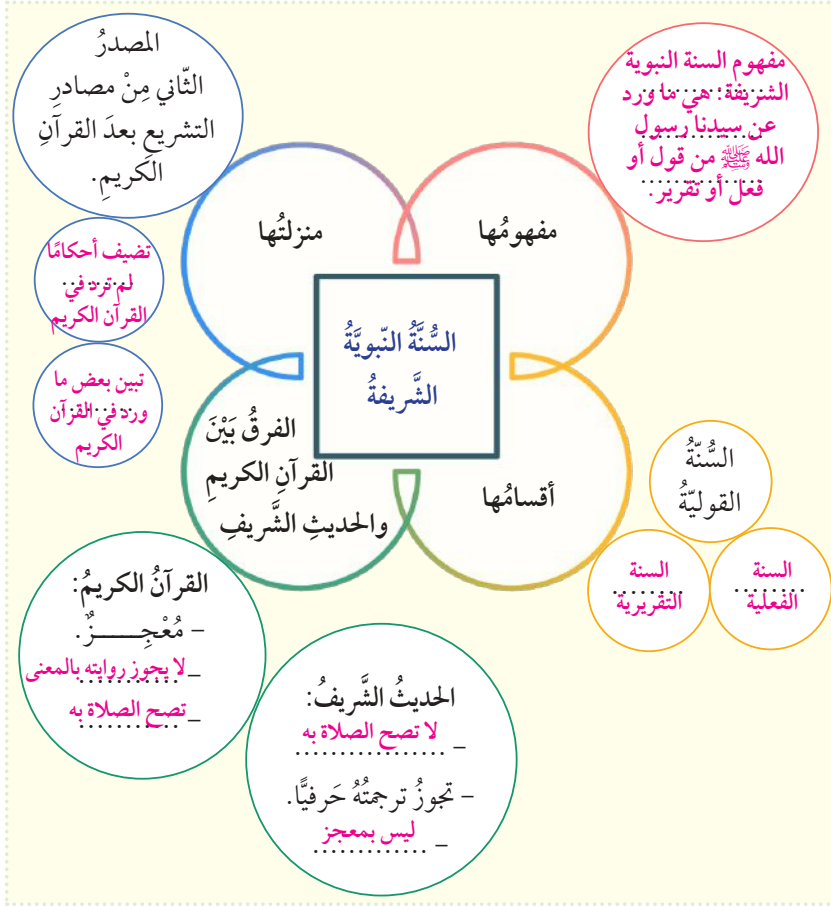 السُّنَّةُ النّبويَّةُ
الشَّريفةُ
مفهومُها
مفهوم السنة النبوية
الشريفة: هي ما ورد
عن سيدنا رسول
الله ﷺ من قول أو
فعل أو تقرير.
منزلتُها
المصدرُ
الثّاني مِنْ مصادرِ
التشريعِ بعدَ القرآنِ
الكريمِ.
تضيف أحكامًا
لم ترد في
القرآن الكريم
تبين بعض ما
ورد في القرآن
الكريم
أقسامُها
السُّنّةُ
القوليّةُ
السنة
الفعلية
السنة
التقريرية
الفرقُ بَيْنَ
القرآنِ الكريمِ
والحديثِ الشَّريفِ
القرآنُ الكريمُ:
– مُعْجِـــــزٌ.
– لا يجوز روايته بالمعنى
– تصح الصلاة به
الحديثُ الشَّريفُ:
– لا تصح الصلاة به
– تجوزُ ترجمتُهُ حَرفيًّا.
– ليس بمعجز